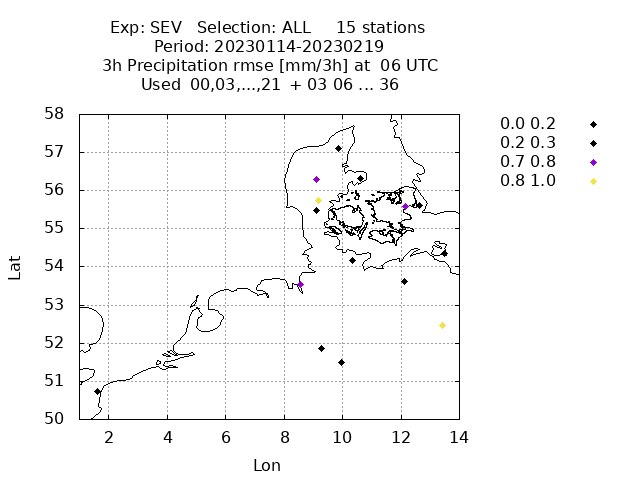 Exp: SEV   Selection: ALL     15 stations
Period: 20230114-20230219
3h Precipitation rmse [mm/3h] at  06 UTC
Used  00,03,...,21  + 03 06 ... 36
0.0 0.2
0.2 0.3
0.7 0.8
0.8 1.0
58
57
56
55
54
53
52
51
50
Lat
2 4 6 8 10 12 14
Lon